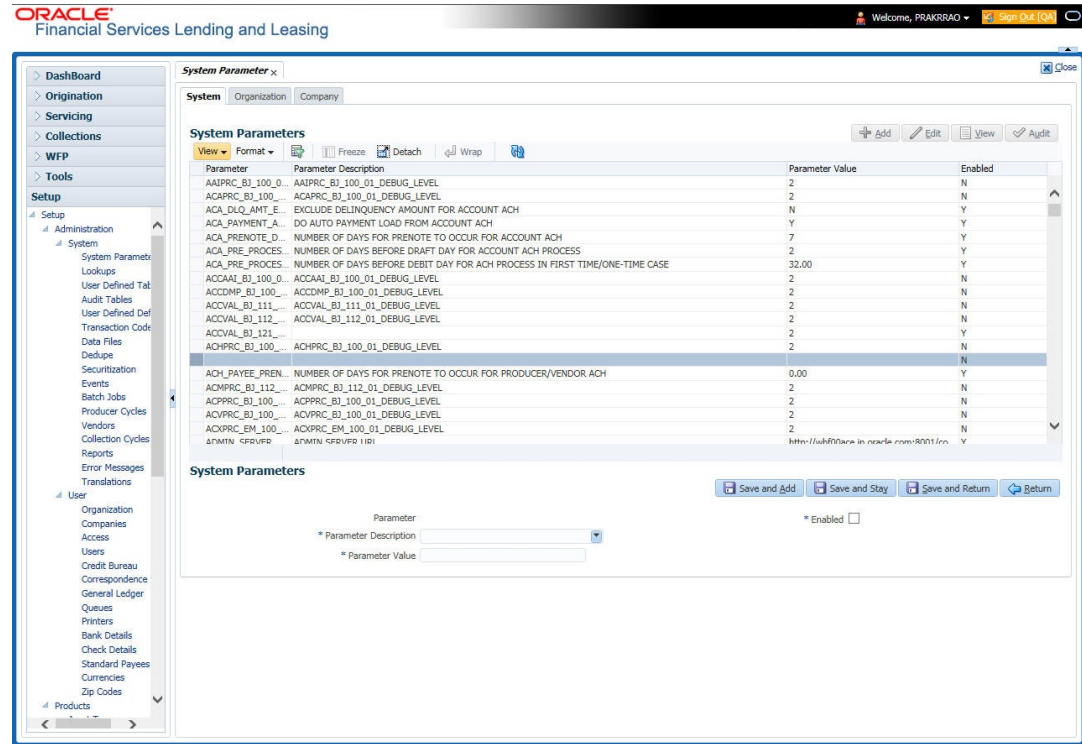 ORACLE
Financial Services Lending and Leasing
Welcome, PRAKRRAO
Sign Out [QA]
DashBoard
Origination
Servicing
Collections
WFP
Tools
Setup
Setup
Administration
System
System Paramete
Lookups
User Defined Tab
Audit Tables
User Defined Def
Transaction Code
Data Files
Dedupe
Securitization
Events
Batch Jobs
Producer Cycles
Vendors
Collection Cycles
Reports
Error Messages
Translations
User
Organization
Companies
Access
Users
Credit Bureau
Correspondence
General Ledger
Queues
Printers
Bank Details
Check Details
Standard Payees
Currencies
Zip Codes
Products
System Parameter x
Close
System Organization Company
System Parameters
Add Edit View Audit
View Format Freeze Detach Wrap
Parameter Parameter Description Parameter Value Enabled
AAIPRC_BJ_100_0... AAIPRC_BJ_100_01_DEBUG_LEVEL 2 N
ACAPRC_BJ_100_... ACAPRC_BJ_100_01_DEBUG_LEVEL 2 N
ACA_DLQ_AMT_E... EXCLUDE DELINQUENCY AMOUNT FOR ACCOUNT ACH N Y
ACA_PAYMENT_A... DO AUTO PAYMENT LOAD FROM ACCOUNT ACH Y Y
ACA_PRENOTE_D... NUMBER OF DAYS FOR PRENOTE TO OCCUR FOR ACCOUNT ACH 7 Y
ACA_PRE_PROCES... NUMBER OF DAYS BEFORE DRAFT DAY FOR ACCOUNT ACH PROCESS 2 Y
ACA_PRE_PROCES... NUMBER OF DAYS BEFORE DEBIT DAY FOR ACH PROCESS IN FIRST TIME/ONE-TIME CASE 32.00 Y
ACCAAI_BJ_100_0... ACCAAI_BJ_100_01_DEBUG_LEVEL 2 N
ACCDMP_BJ_100_... ACCDMP_BJ_100_01_DEBUG_LEVEL 2 N
ACCVAL_BJ_111_... ACCVAL_BJ_111_01_DEBUG_LEVEL 2 N
ACCVAL_BJ_112_... ACCVAL_BJ_112_01_DEBUG_LEVEL 2 N
ACCVAL_BJ_121_... 2 Y
ACHPRC_BJ_100_... ACHPRC_BJ_100_01_DEBUG_LEVEL 2 N
N
ACH_PAYEE_PREN... NUMBER OF DAYS FOR PRENOTE TO OCCUR FOR PRODUCER/VENDOR ACH 0.00 Y
ACMPRC_BJ_112_... ACMPRC_BJ_112_01_DEBUG_LEVEL 2 N
ACPPRC_BJ_100_... ACPPRC_BJ_100_01_DEBUG_LEVEL 2 N
ACVPRC_BJ_100_... ACVPRC_BJ_100_01_DEBUG_LEVEL 2 N
ACXPRC_EM_100_... ACXPRC_EM_100_01_DEBUG_LEVEL 2 N
ADMIN_SERVER ADMIN SERVER URL http://whf00ace.in.oracle.com:8001/co Y
System Parameters
Save and Add Save and Stay Save and Return Return
Parameter
* Enabled
* Parameter Description
* Parameter Value